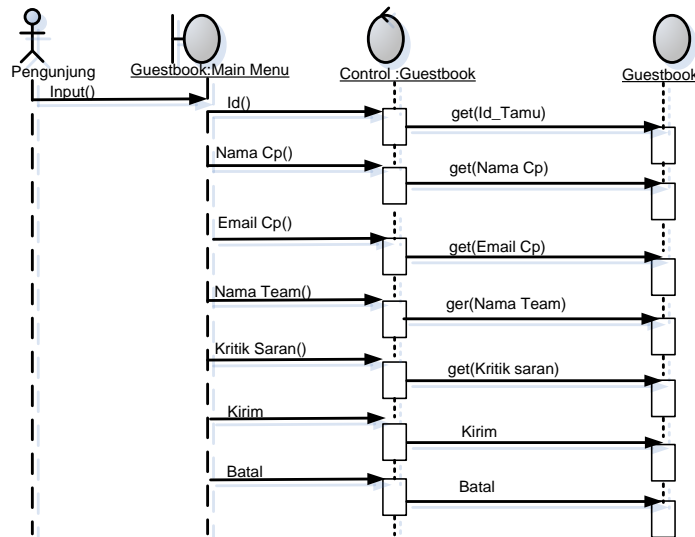 Pengunjung
Guestbook:Main Menu
Control :Guestbook
Guestbook
Input()
Id()
get(Id_Tamu)
Nama Cp()
get(Nama Cp)
Email Cp()
get(Email Cp)
Nama Team()
ger(Nama Team)
Kritik Saran()
get(Kritik saran)
Kirim
Kirim
Batal
Batal